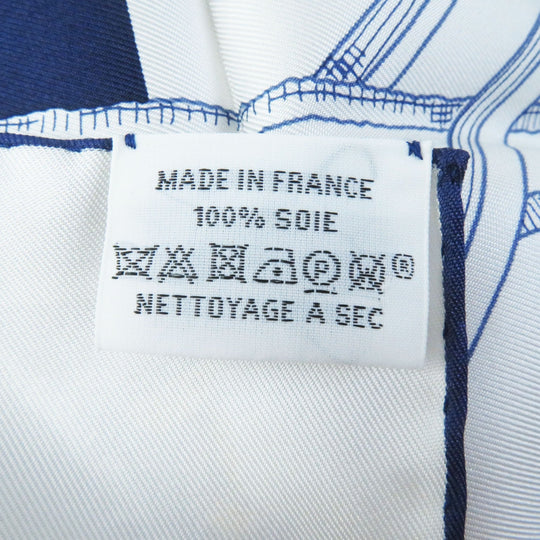 MADE IN FRANCE
100% SOIE
P ®
NETTOYAGE A SEC